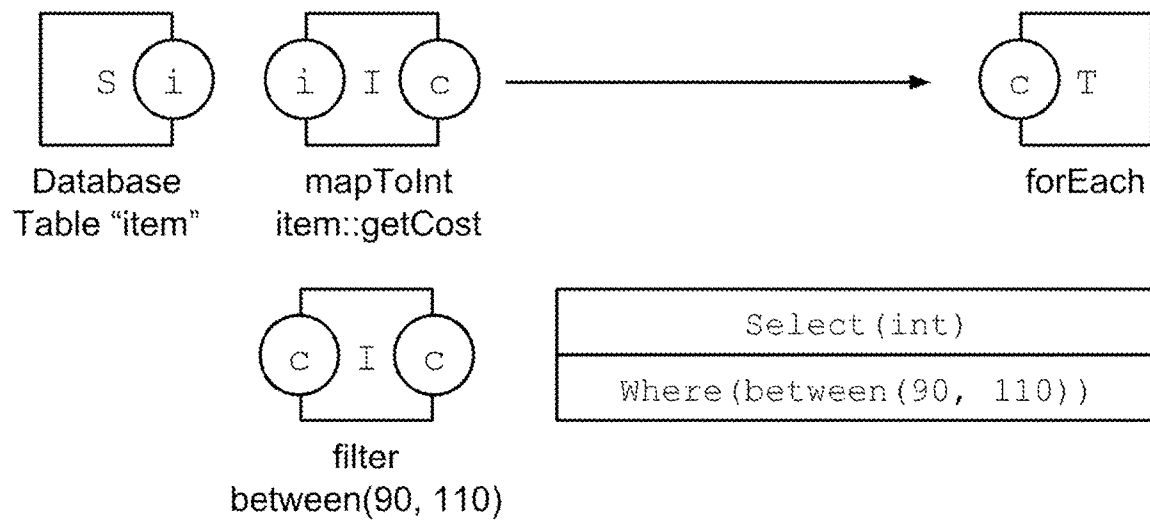 S i i I c c T
Database mapToInt forEach
Table “item” item::getCost
c I c
Select(int)
Where(between(90, 110))
filter
between(90, 110)